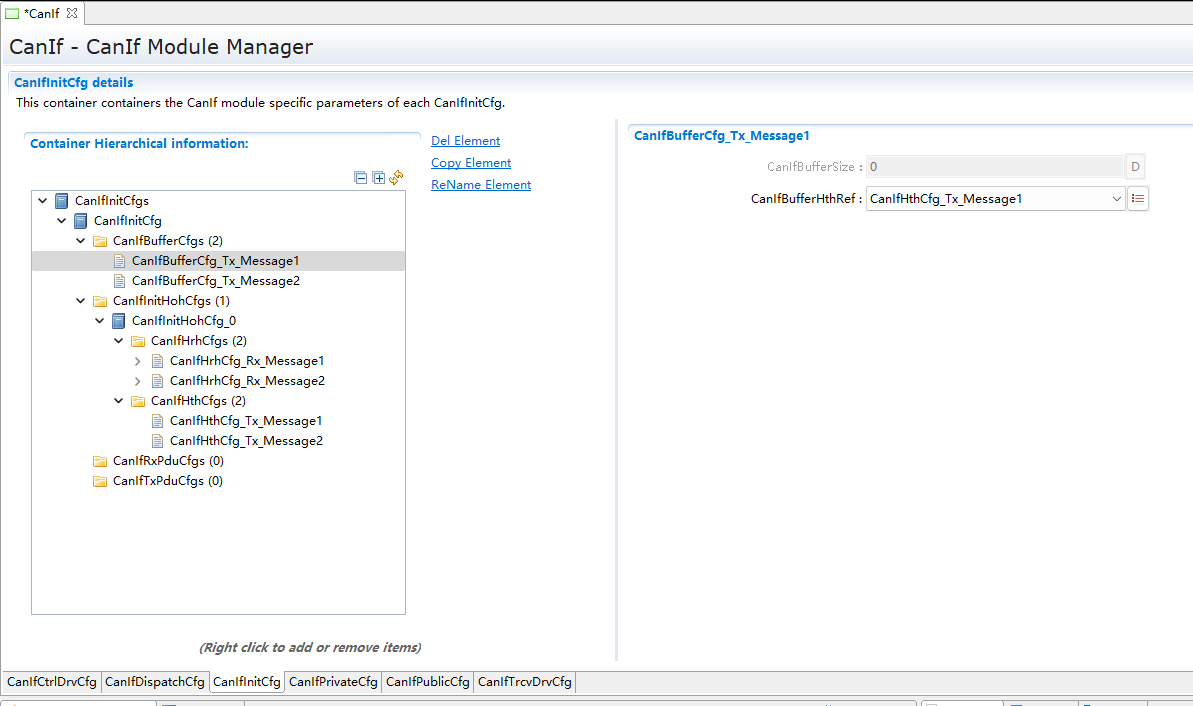 *CanIf
CanIf - CanIf Module Manager
CanIfInitCfg details
This container containers the CanIf module specific parameters of each CanIfInitCfg.
Container Hierarchical information:
Del Element
Copy Element
ReName Element
CanIfInitCfgs
CanIfInitCfg
CanIfBufferCfgs (2)
CanIfBufferCfg_Tx_Message1
CanIfBufferCfg_Tx_Message2
CanIfInitHohCfgs (1)
CanIfInitHohCfg_0
CanIfHrhCfgs (2)
CanIfHrhCfg_Rx_Message1
CanIfHrhCfg_Rx_Message2
CanIfHthCfgs (2)
CanIfHthCfg_Tx_Message1
CanIfHthCfg_Tx_Message2
CanIfRxPduCfgs (0)
CanIfTxPduCfgs (0)
(Right click to add or remove items)
CanIfBufferCfg_Tx_Message1
CanIfBufferSize : 0 D
CanIfBufferHthRef : CanIfHthCfg_Tx_Message1
CanIfCtrlDrvCfg CanIfDispatchCfg CanIfInitCfg CanIfPrivateCfg CanIfPublicCfg CanIfTrcvDrvCfg